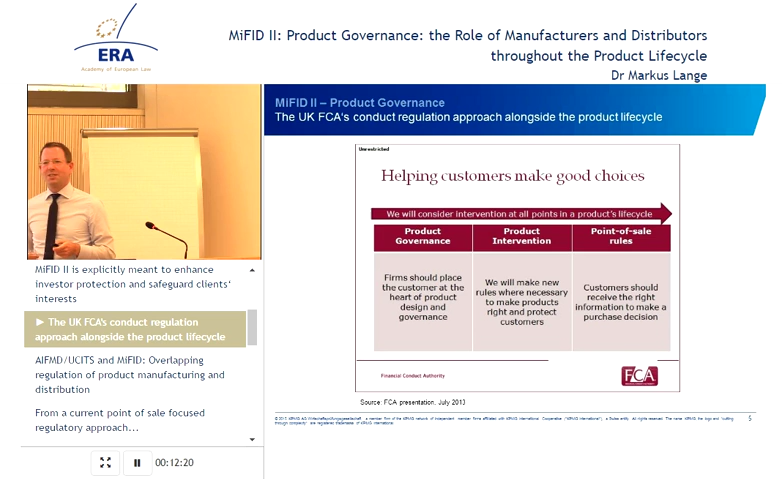 ERA
Academy of European Law
MiFID II: Product Governance: the Role of Manufacturers and Distributors
throughout the Product Lifecycle
Dr Markus Lange
MiFID II – Product Governance
The UK FCA's conduct regulation approach alongside the product lifecycle
Unrestricted
Helping customers make good choices
We will consider intervention at all points in a product's lifecycle
Product
Governance
Product
Intervention
Point-of-sale
rules
Firms should place
the customer at the
heart of product
design and
governance
We will make new
rules where necessary
to make products
right and protect
customers
Customers should
receive the right
information to make a
purchase decision
Financial Conduct Authority
FCA
Source: FCA presentation, July 2013
5
MiFID II is explicitly meant to enhance
investor protection and safeguard clients'
interests
► The UK FCA's conduct regulation
approach alongside the product lifecycle
AIFMD/UCITS and MiFID: Overlapping
regulation of product manufacturing and
distribution
From a current point of sale focused
regulatory approach...
00:12:20